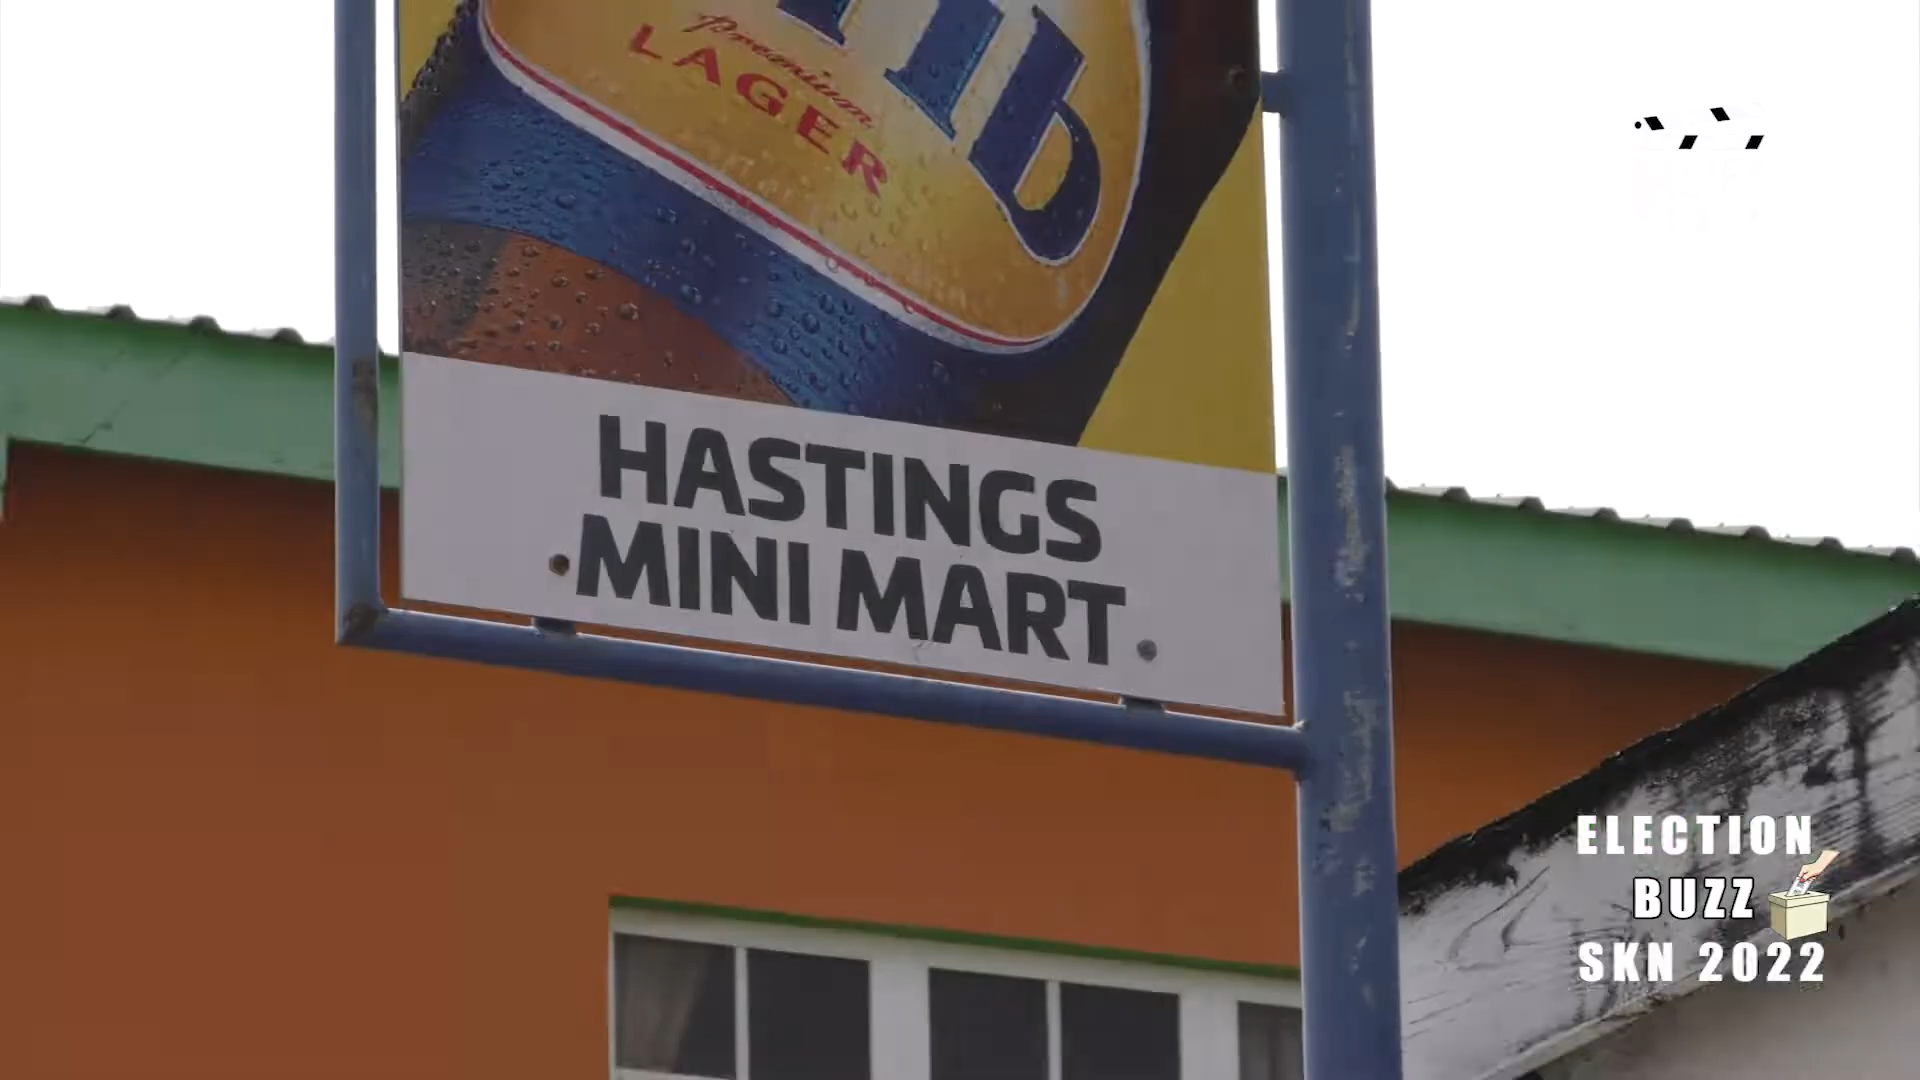 Premium
LAGER
HASTINGS
MINI MART
ELECTION
BUZZ
SKN 2022